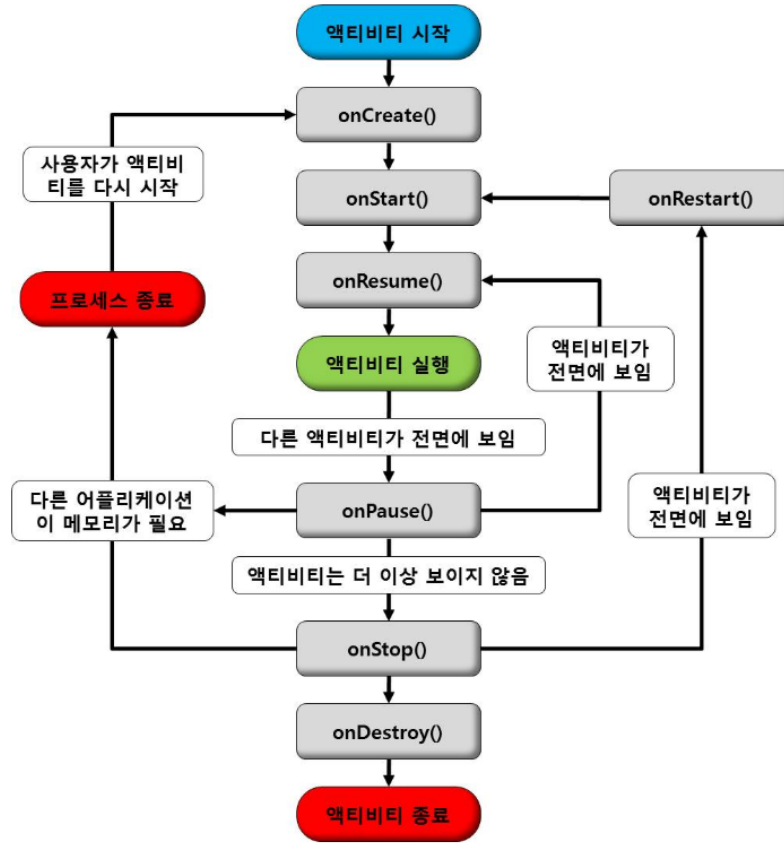 액티비티 시작
onCreate()
사용자가 액티비
티를 다시 시작
onStart()
onRestart()
onResume()
프로세스 종료
액티비티 실행
액티비티가
전면에 보임
다른 액티비티가 전면에 보임
다른 어플리케이션
이 메모리가 필요
onPause()
액티비티가
전면에 보임
액티비티는 더 이상 보이지 않음
onStop()
onDestroy()
액티비티 종료